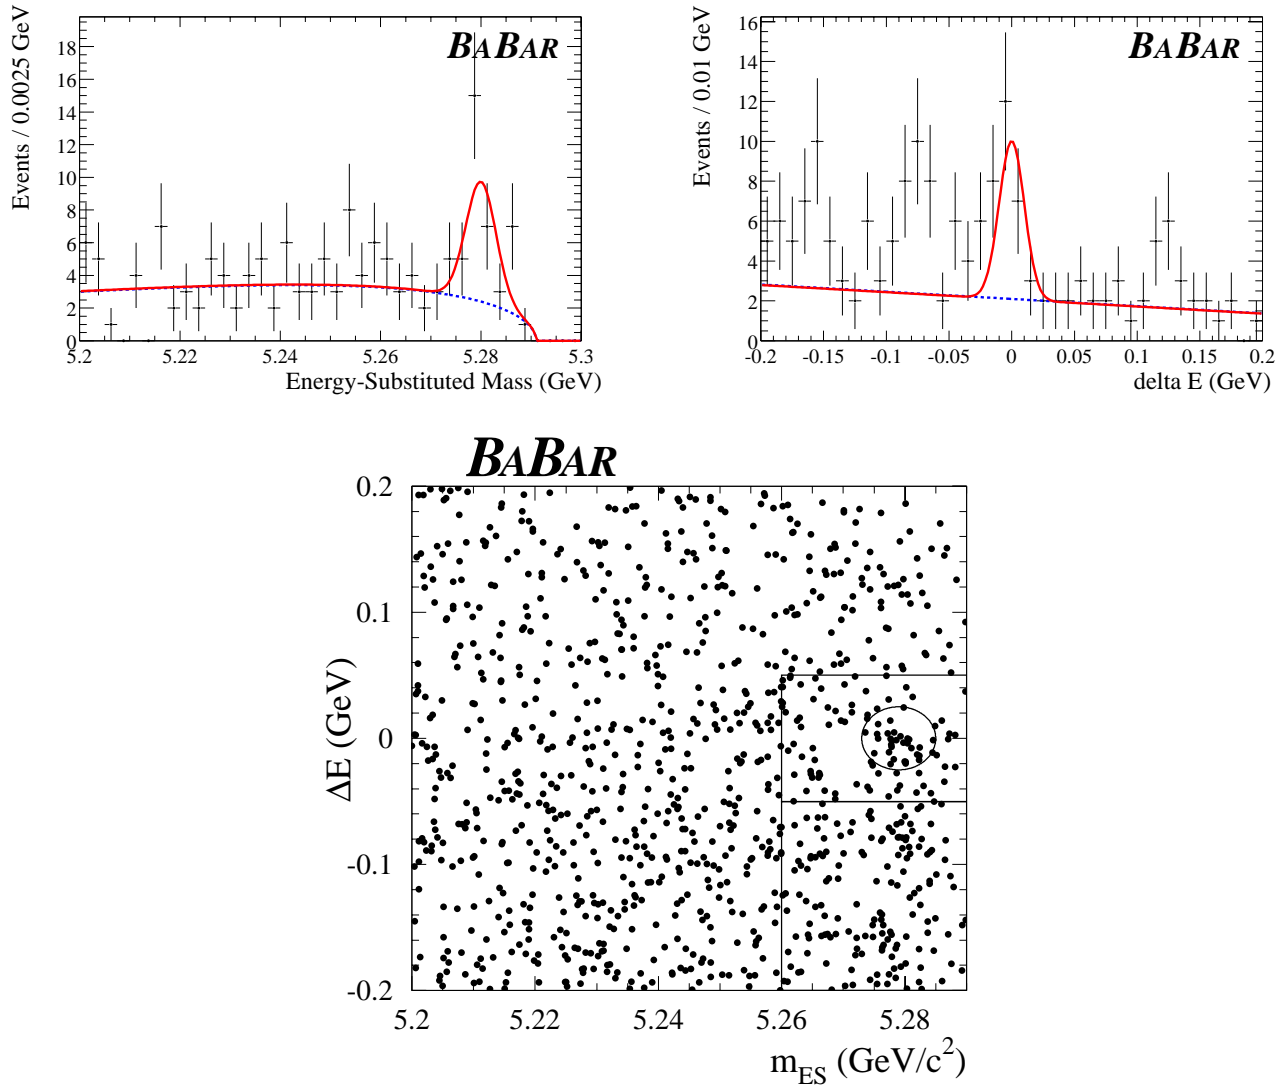 BABAR
Events / 0.0025 GeV
18
16
14
12
10
8
6
4
2
0
5.2 5.22 5.24 5.26 5.28 5.3
Energy-Substituted Mass (GeV)
BABAR
Events / 0.01 GeV
16
14
12
10
8
6
4
2
0
-0.2 -0.15 -0.1 -0.05 0 0.05 0.1 0.15 0.2
delta E (GeV)
BABAR
ΔE (GeV)
0.2
0.1
0
-0.1
-0.2
5.2 5.22 5.24 5.26 5.28
m_ES (GeV/c²)